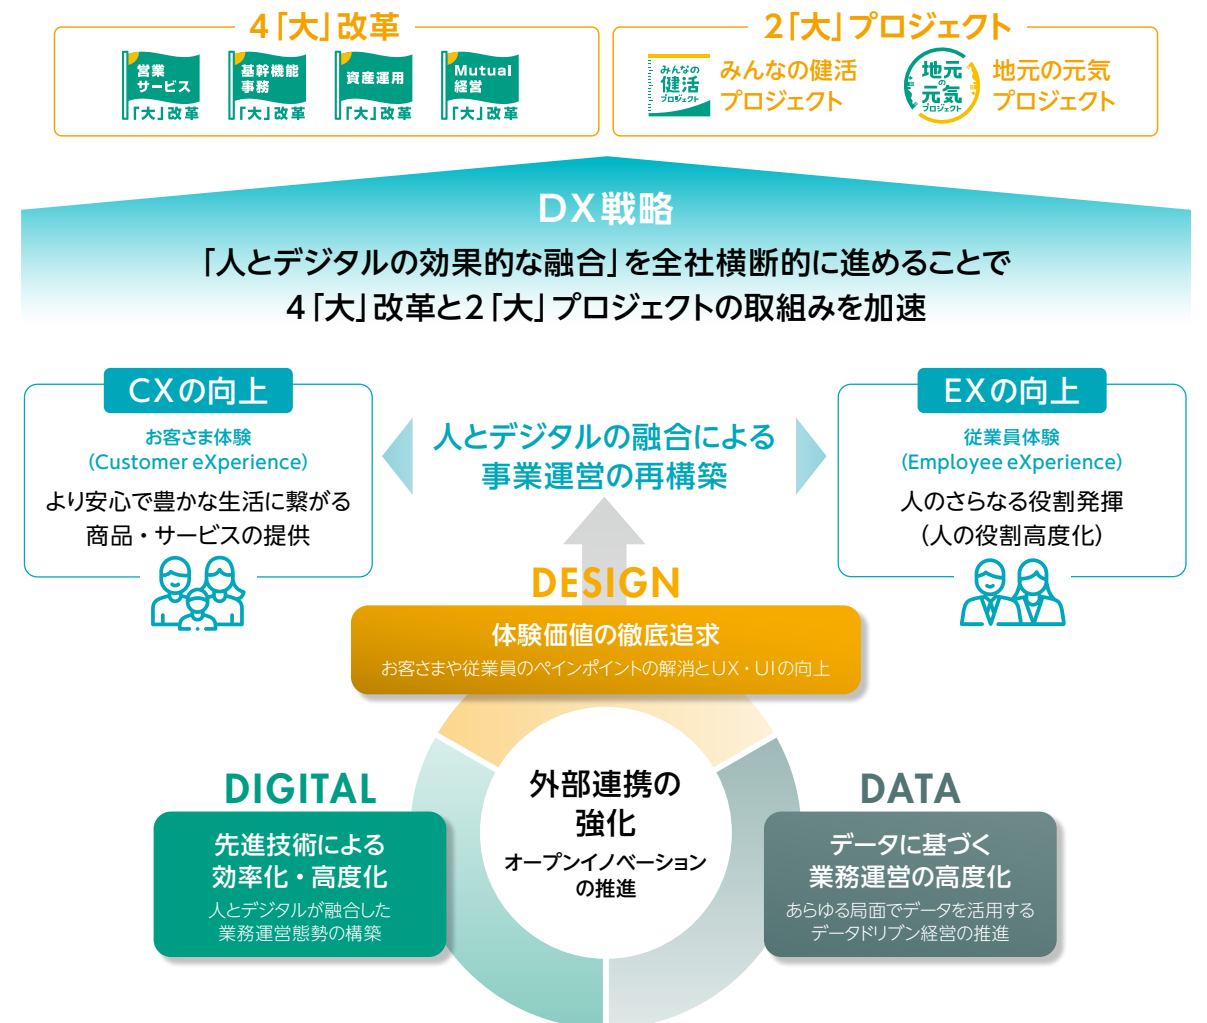 4「大」改革
営業
サービス
「大」改革
基幹機能
事務
「大」改革
資産運用
「大」改革
Mutual
経営
「大」改革
2「大」プロジェクト
みんなの
健活
プロジェクト
みんなの健活
プロジェクト
地元
の
元気
プロジェクト
地元の元気
プロジェクト
DX戦略
「人とデジタルの効果的な融合」を全社横断的に進めることで
4「大」改革と2「大」プロジェクトの取組みを加速
CXの向上
お客さま体験
(Customer eXperience)
より安心で豊かな生活に繋がる
商品・サービスの提供
人とデジタルの融合による
事業運営の再構築
EXの向上
従業員体験
(Employee eXperience)
人のさらなる役割発揮
(人の役割高度化)
DESIGN
体験価値の徹底追求
お客さまや従業員のペインポイントの解消とUX・UIの向上
外部連携の
強化
オープンイノベーション
の推進
DIGITAL
先進技術による
効率化・高度化
人とデジタルが融合した
業務運営態勢の構築
DATA
データに基づく
業務運営の高度化
あらゆる局面でデータを活用する
データドリブン経営の推進